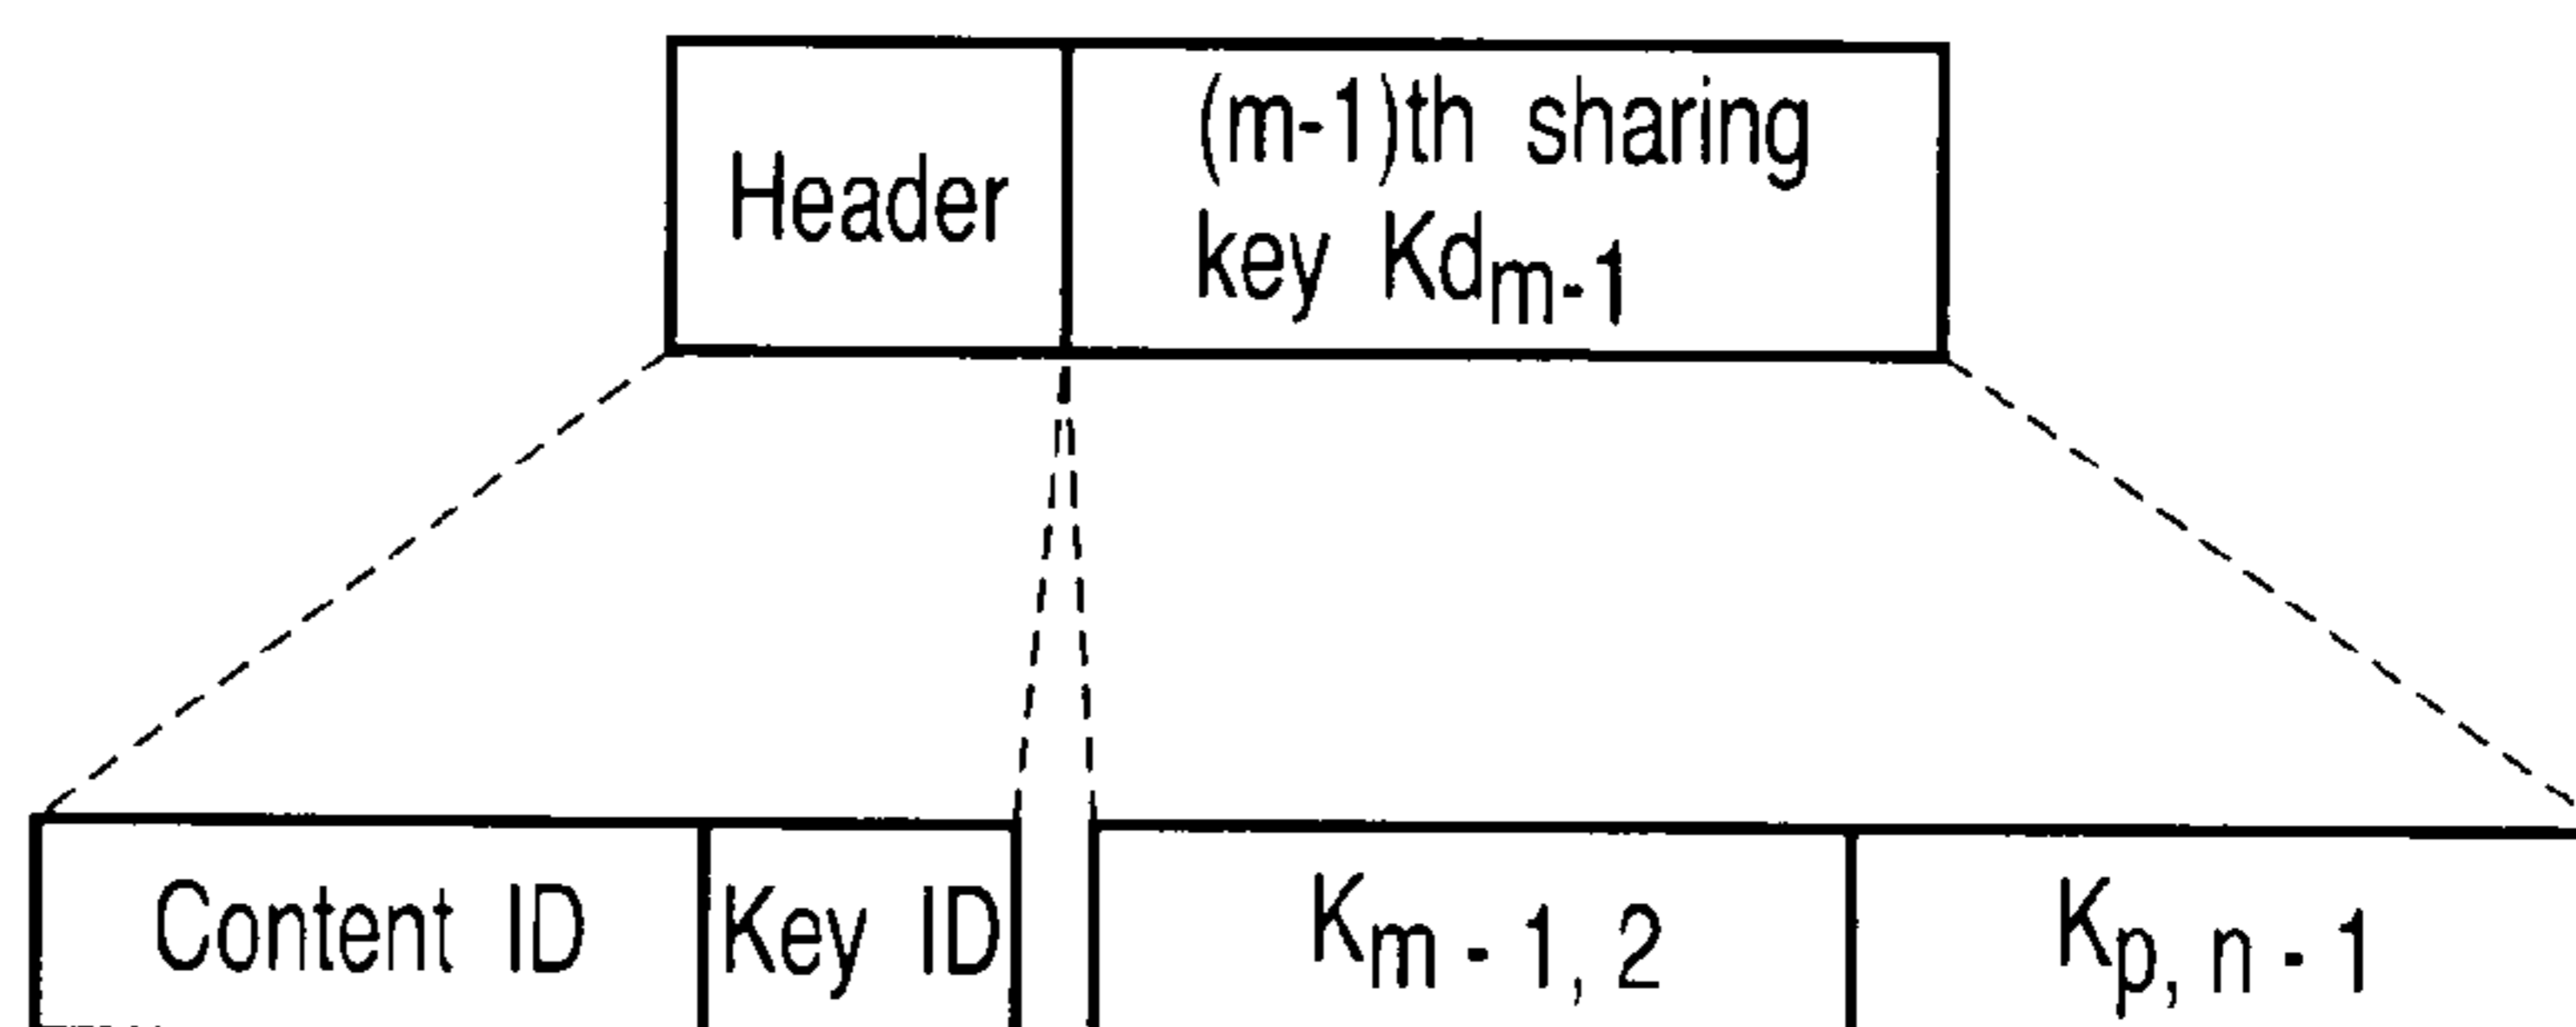 Header
(m-1)th sharing
key Kdm-1
Content ID
Key ID
Km - 1, 2
Kp, n - 1